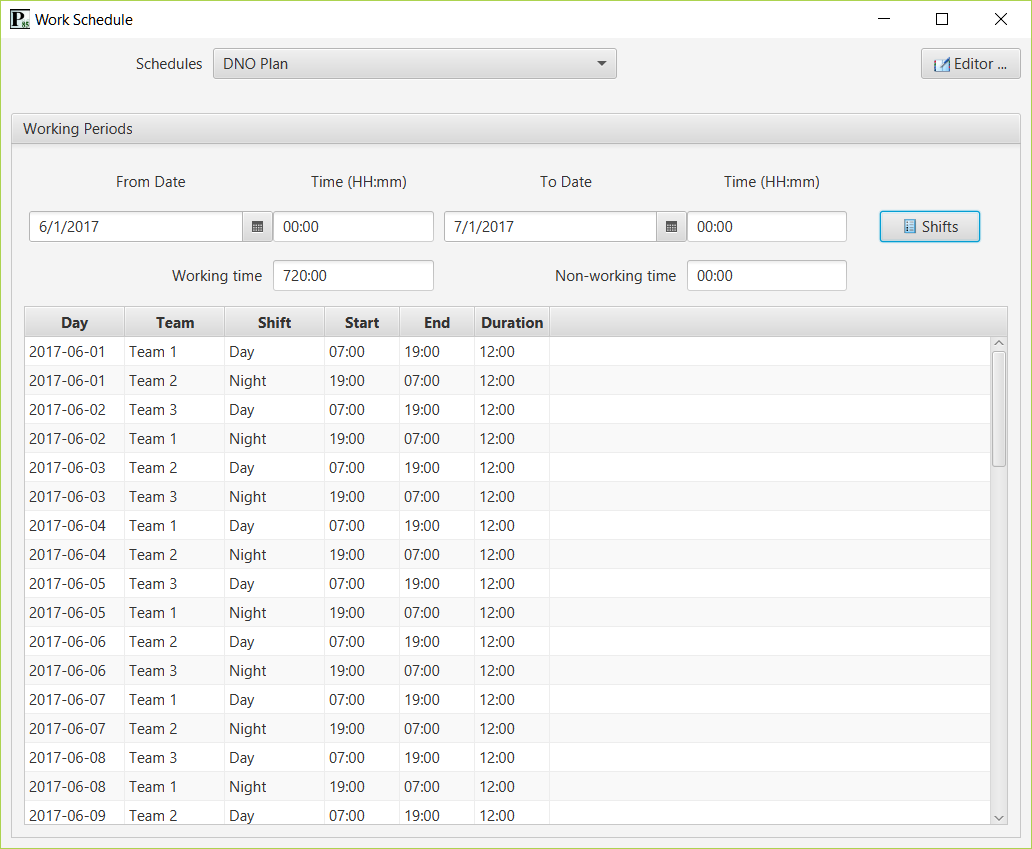 Work Schedule
Schedules DNO Plan Editor ...
Working Periods
From Date Time (HH:mm) To Date Time (HH:mm)
6/1/2017 00:00 7/1/2017 00:00 Shifts
Working time 720:00 Non-working time 00:00
Day Team Shift Start End Duration
2017-06-01 Team 1 Day 07:00 19:00 12:00
2017-06-01 Team 2 Night 19:00 07:00 12:00
2017-06-02 Team 3 Day 07:00 19:00 12:00
2017-06-02 Team 1 Night 19:00 07:00 12:00
2017-06-03 Team 2 Day 07:00 19:00 12:00
2017-06-03 Team 3 Night 19:00 07:00 12:00
2017-06-04 Team 1 Day 07:00 19:00 12:00
2017-06-04 Team 2 Night 19:00 07:00 12:00
2017-06-05 Team 3 Day 07:00 19:00 12:00
2017-06-05 Team 1 Night 19:00 07:00 12:00
2017-06-06 Team 2 Day 07:00 19:00 12:00
2017-06-06 Team 3 Night 19:00 07:00 12:00
2017-06-07 Team 1 Day 07:00 19:00 12:00
2017-06-07 Team 2 Night 19:00 07:00 12:00
2017-06-08 Team 3 Day 07:00 19:00 12:00
2017-06-08 Team 1 Night 19:00 07:00 12:00
2017-06-09 Team 2 Day 07:00 19:00 12:00